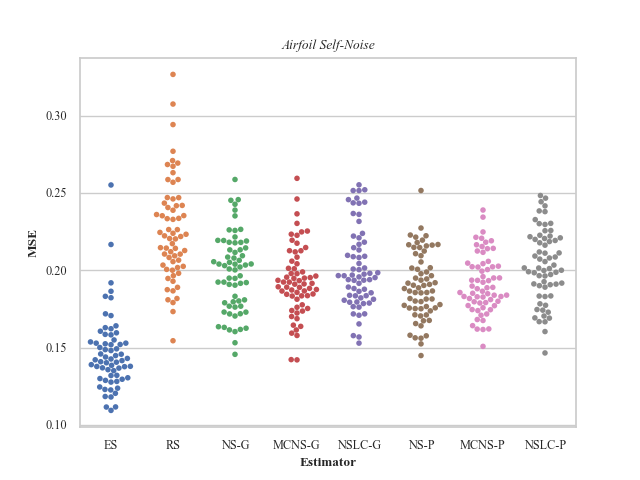 Airfoil Self-Noise
0.30
0.25
0.20
0.15
0.10
MSE
ES RS NS-G MCNS-G NSLC-G NS-P MCNS-P NSLC-P
Estimator